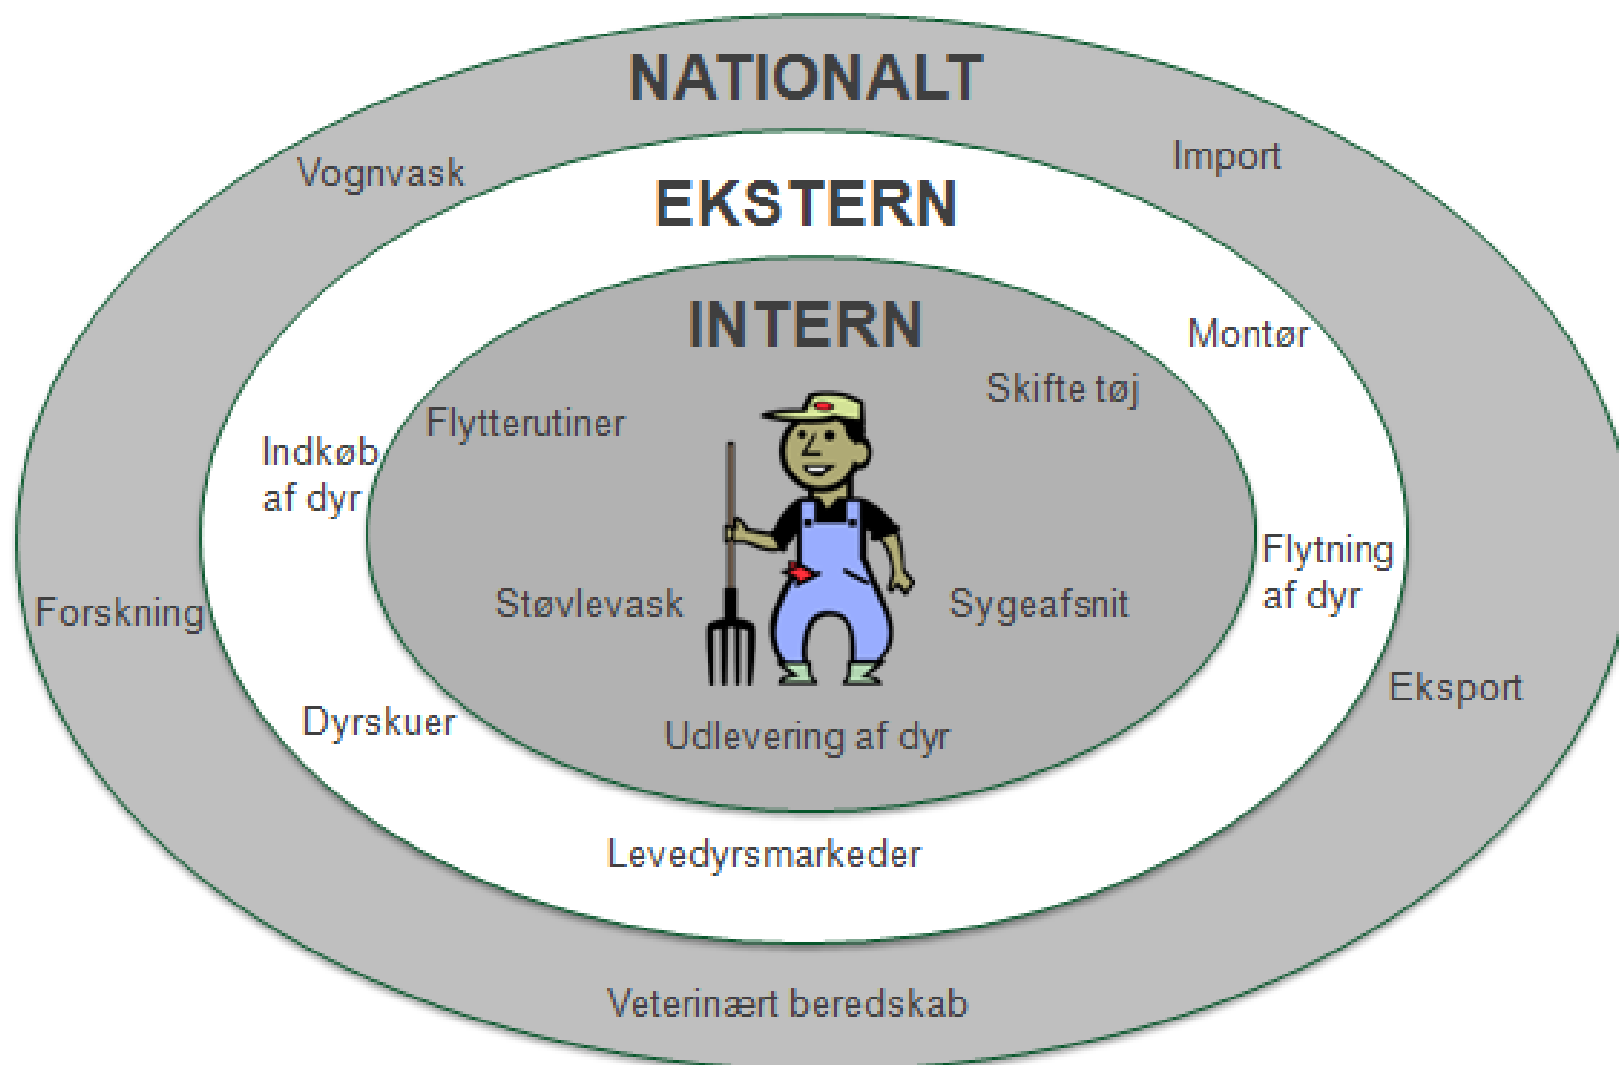 NATIONALT
Vognvask
Import
EKSTERN
INTERN
Montør
Skifte tøj
Flytterutiner
Indkøb
af dyr
Flytning
af dyr
Støvlevask
Sygeafsnit
Forskning
Eksport
Dyrskuer
Udlevering af dyr
Levedyrsmarkeder
Veterinært beredskab